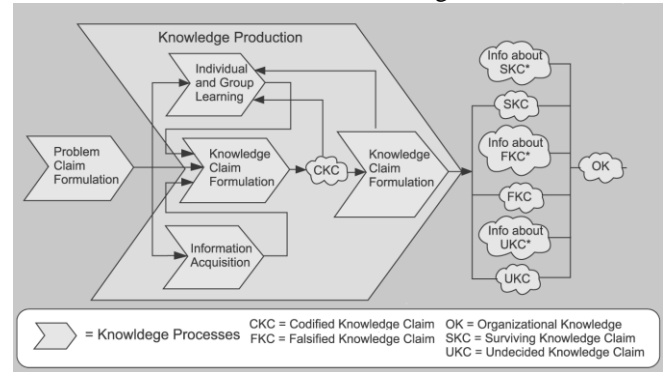 Knowledge Production
Individual
and Group
Learning
Problem
Claim
Formulation
Knowledge
Claim
Formulation
CKC
Knowledge
Claim
Formulation
Information
Acquisition
Info about
SKC*
SKC
Info about
FKC*
FKC
Info about
UKC*
UKC
OK
= Knowldege Processes
CKC = Codified Knowledge Claim
FKC = Falsified Knowledge Claim
OK = Organizational Knowledge
SKC = Surviving Knowledge Claim
UKC = Undecided Knowledge Claim